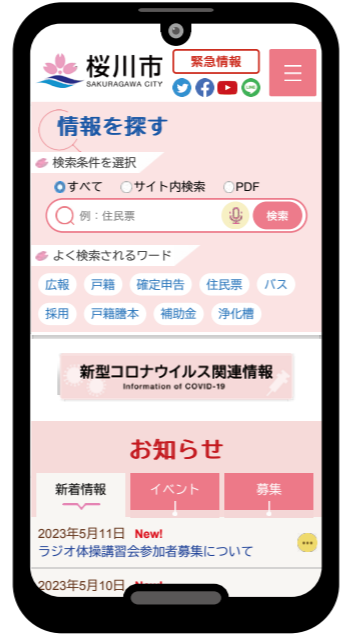 桜川市
SAKURAGAWA CITY
緊急情報
情報を探す
検索条件を選択
すべて サイト内検索 PDF
例：住民票 検索
よく検索されるワード
広報 戸籍 確定申告 住民票 バス
採用 戸籍謄本 補助金 浄化槽
新型コロナウイルス関連情報
Information of COVID-19
お知らせ
新着情報 イベント 募集
2023年5月11日 New!
ラジオ体操講習会参加者募集について
2023年5月10日 New!